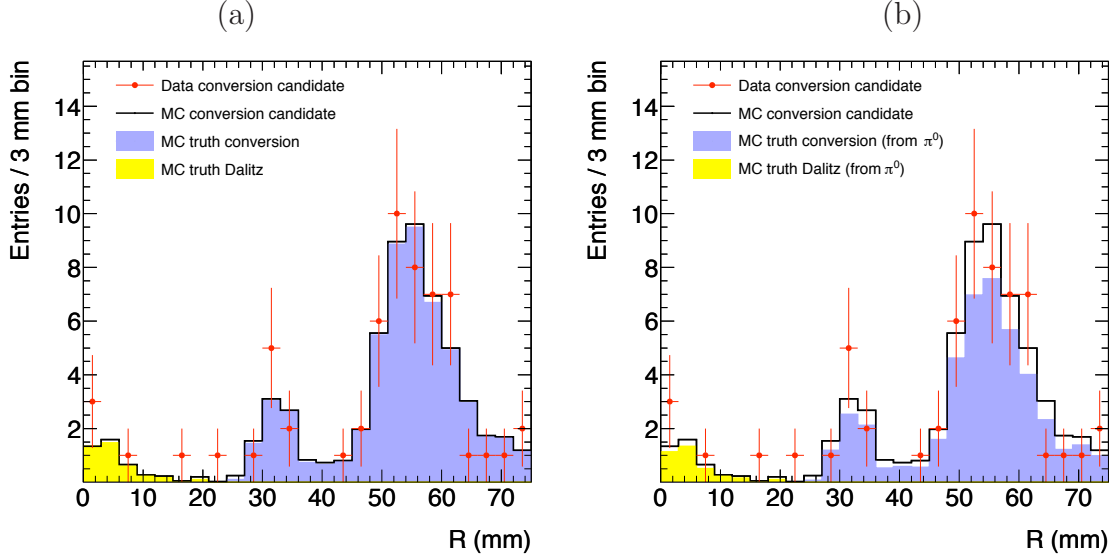 (a)
Entries / 3 mm bin
14
12
10
8
6
4
2
Data conversion candidate
MC conversion candidate
MC truth conversion
MC truth Dalitz
0 10 20 30 40 50 60 70
R (mm)
(b)
Entries / 3 mm bin
14
12
10
8
6
4
2
Data conversion candidate
MC conversion candidate
MC truth conversion (from π⁰)
MC truth Dalitz (from π⁰)
0 10 20 30 40 50 60 70
R (mm)